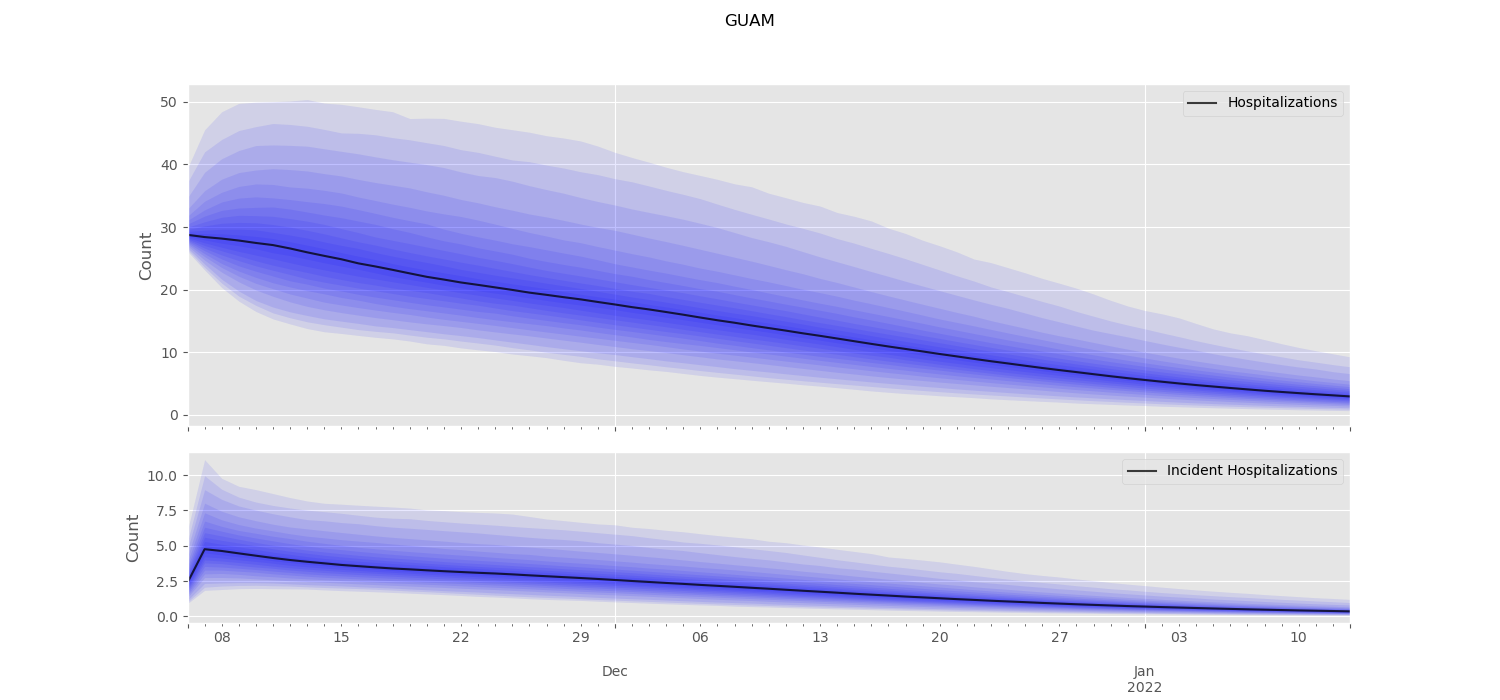 GUAM
Hospitalizations
50
40
30
20
10
0
Count
Incident Hospitalizations
10.0
7.5
5.0
2.5
0.0
Count
08 15 22 29 06 13 20 27 03 10
Dec Jan
2022